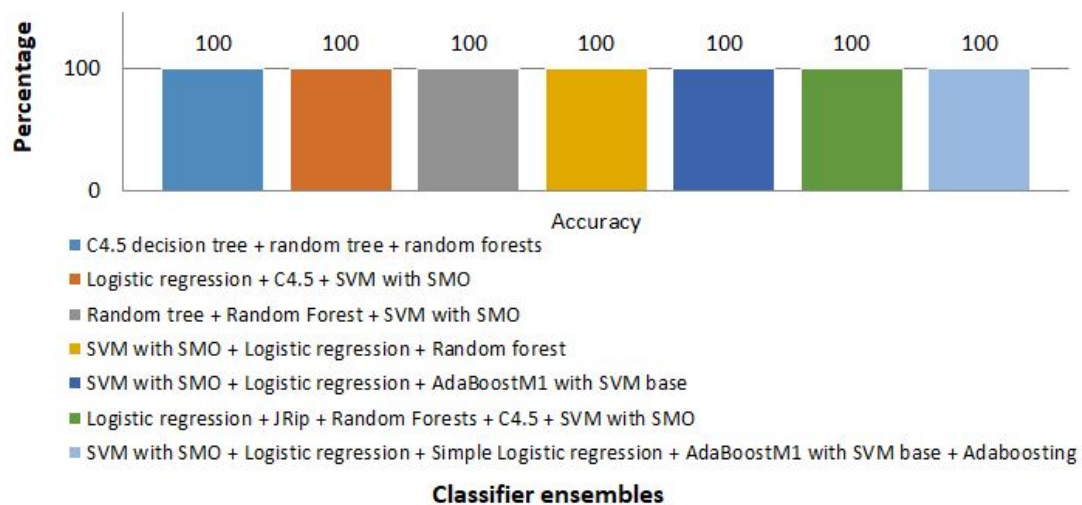 Percentage
100 100 100 100 100 100 100
100
0
Accuracy
C4.5 decision tree + random tree + random forests
Logistic regression + C4.5 + SVM with SMO
Random tree + Random Forest + SVM with SMO
SVM with SMO + Logistic regression + Random forest
SVM with SMO + Logistic regression + AdaBoostM1 with SVM base
Logistic regression + JRip + Random Forests + C4.5 + SVM with SMO
SVM with SMO + Logistic regression + Simple Logistic regression + AdaBoostM1 with SVM base + Adaboosting
Classifier ensembles